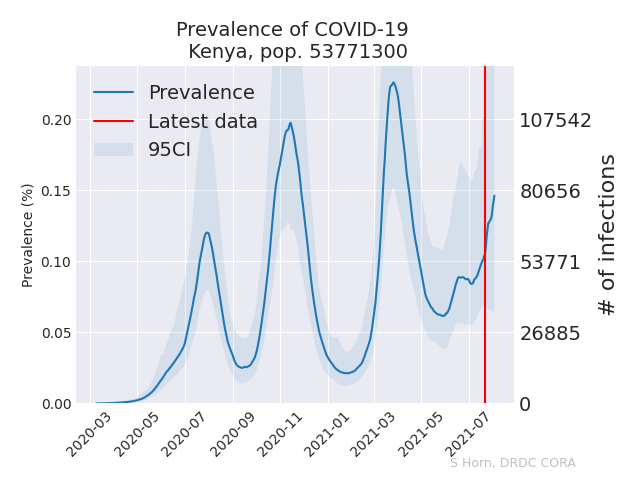 Prevalence of COVID-19
Kenya, pop. 53771300
Prevalence
Latest data
95CI
0.20
0.15
0.10
0.05
0.00
Prevalence (%)
107542
80656
53771
26885
0
# of infections
2020-03
2020-05
2020-07
2020-09
2020-11
2021-01
2021-03
2021-05
2021-07
S Horn, DRDC CORA